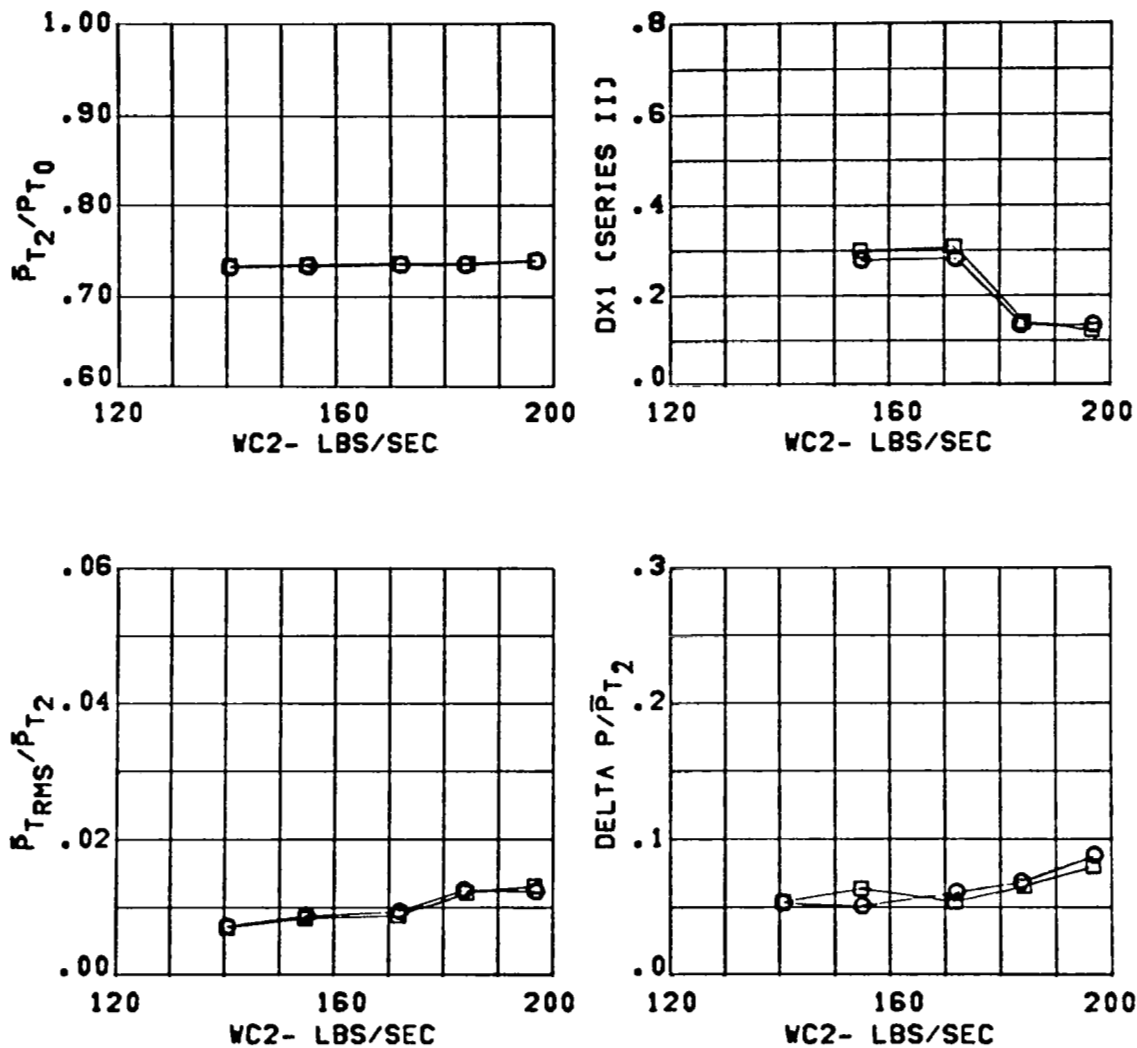 1.00
.90
.80
.70
.60
P̄T2/PT0
120 160 200
WC2- LBS/SEC
.8
.6
.4
.2
.0
DX1 (SERIES II)
120 160 200
WC2- LBS/SEC
.06
.04
.02
.00
P̄TRMS/P̄T2
120 160 200
WC2- LBS/SEC
.3
.2
.1
.0
DELTA P/P̄T2
120 160 200
WC2- LBS/SEC